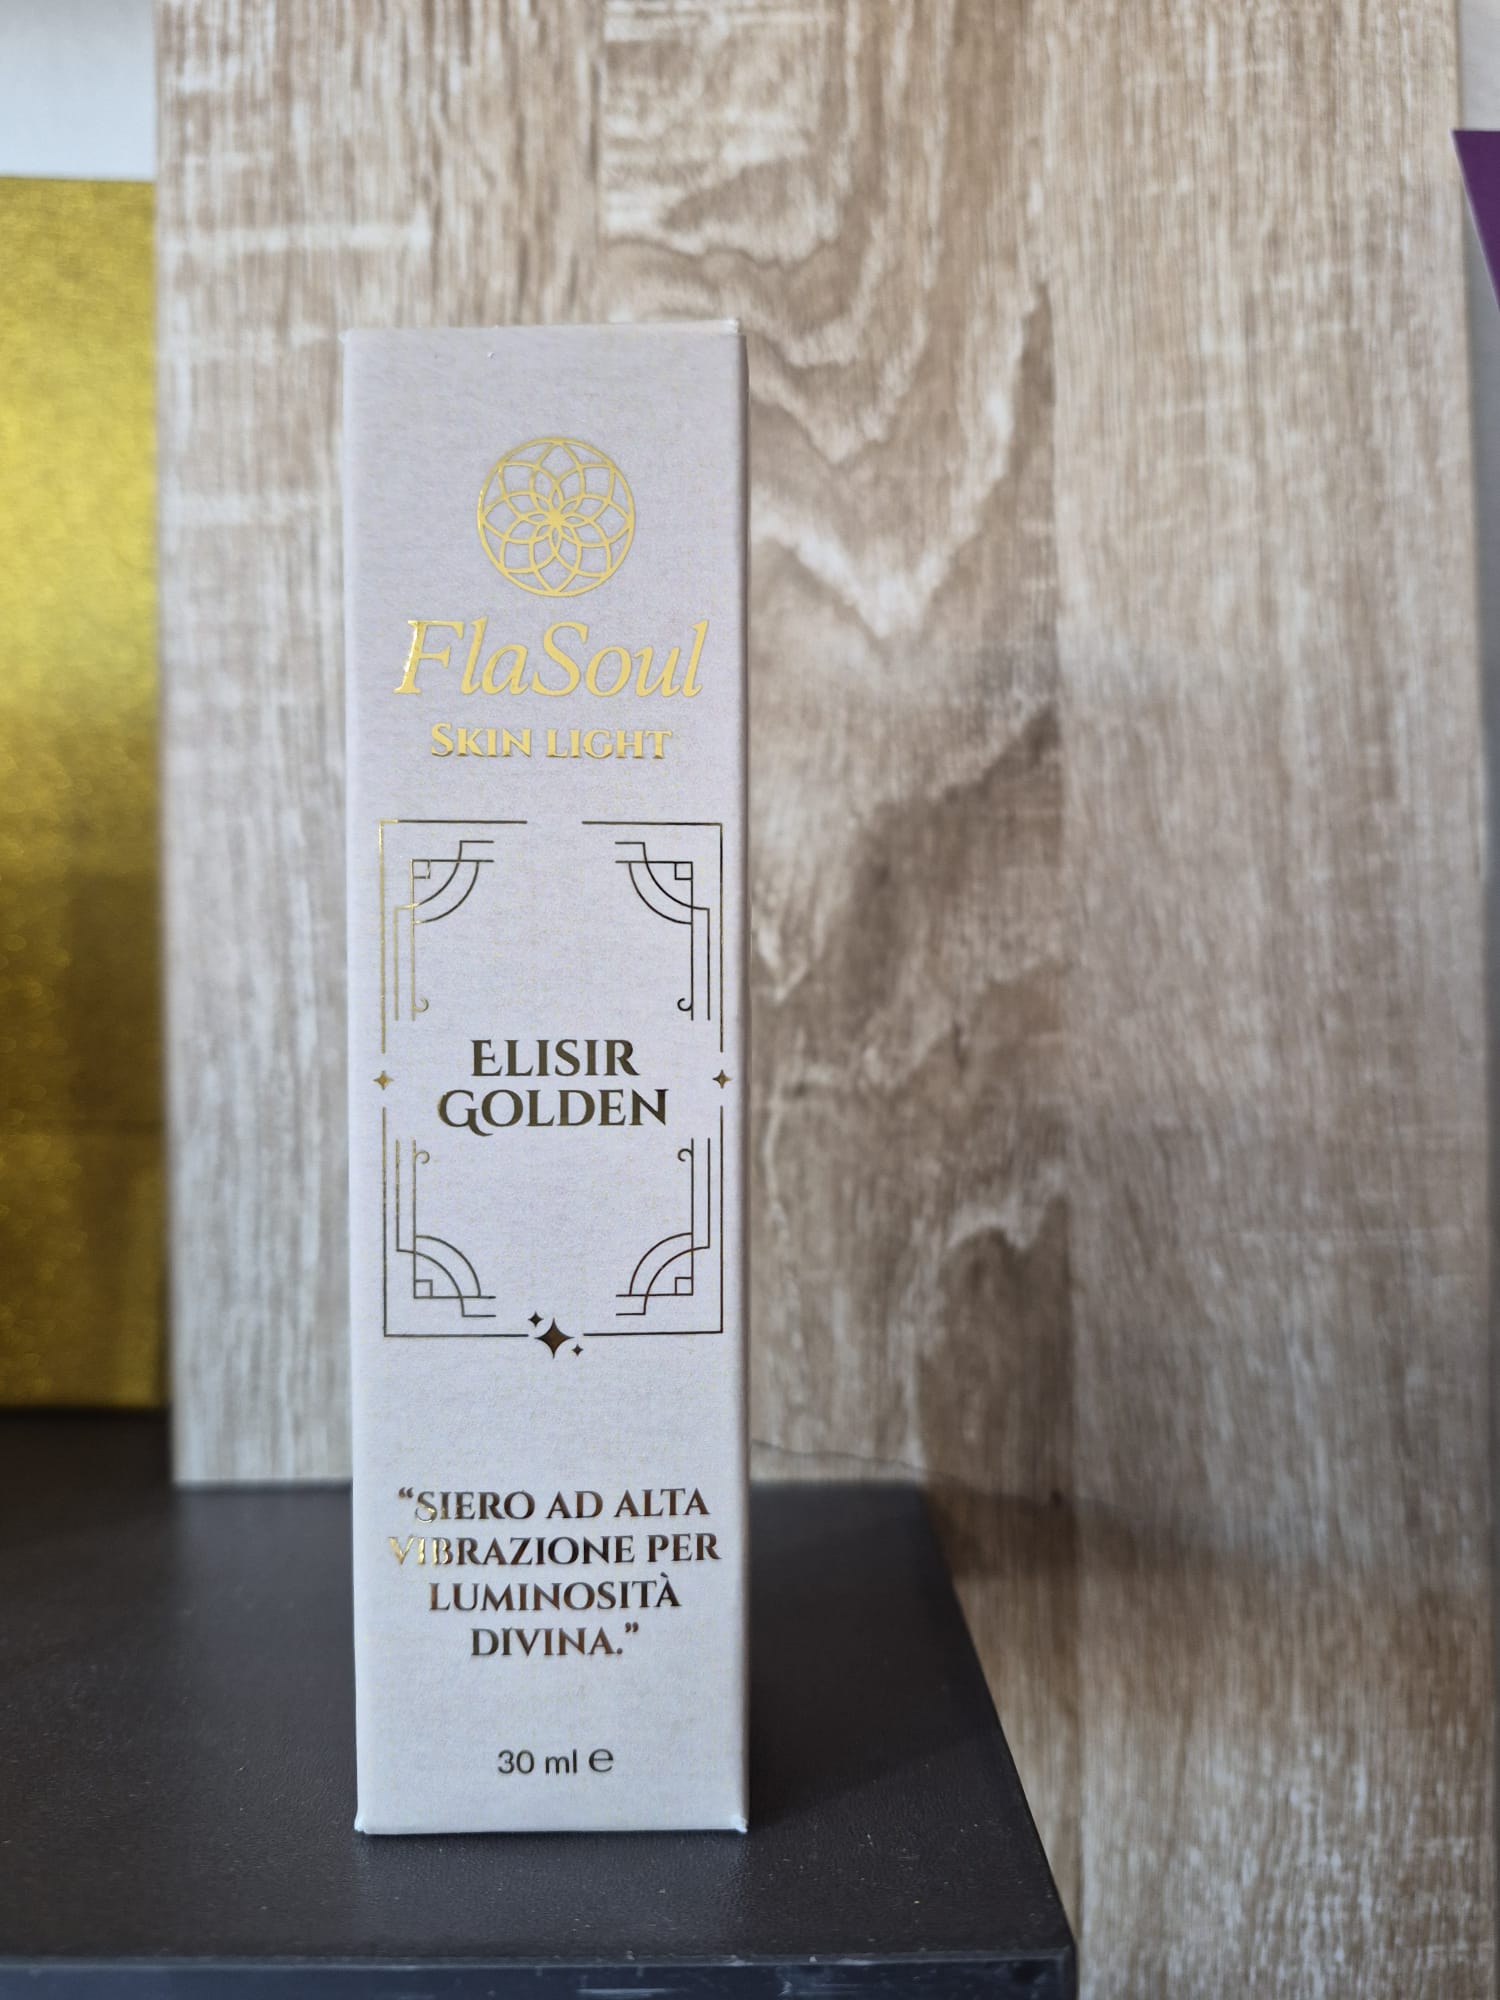 FlaSoul
SKIN LIGHT
ELISIR
GOLDEN
“SIERO AD ALTA
VIBRAZIONE PER
LUMINOSITÀ
DIVINA.”
30 ml ℮